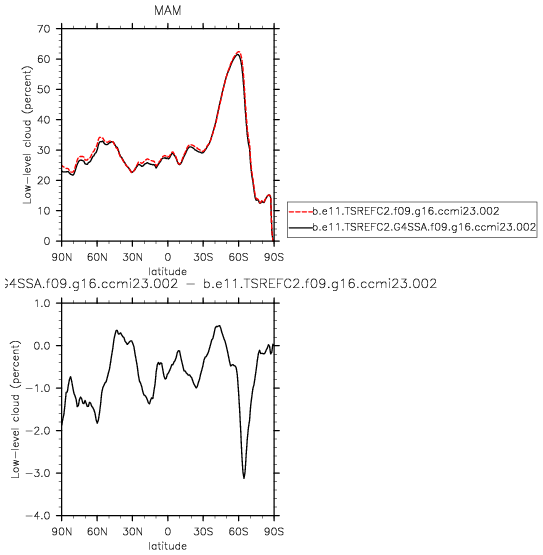 MAM
70
60
50
40
30
20
10
0
Low-level cloud (percent)
90N 60N 30N 0 30S 60S 90S
latitude
b.e11.TSREFC2.f09.g16.ccmi23.002
b.e11.TSREFC2.G4SSA.f09.g16.ccmi23.002
G4SSA.f09.g16.ccmi23.002 - b.e11.TSREFC2.f09.g16.ccmi23.002
1.0
0.0
-1.0
-2.0
-3.0
-4.0
Low-level cloud (percent)
90N 60N 30N 0 30S 60S 90S
latitude